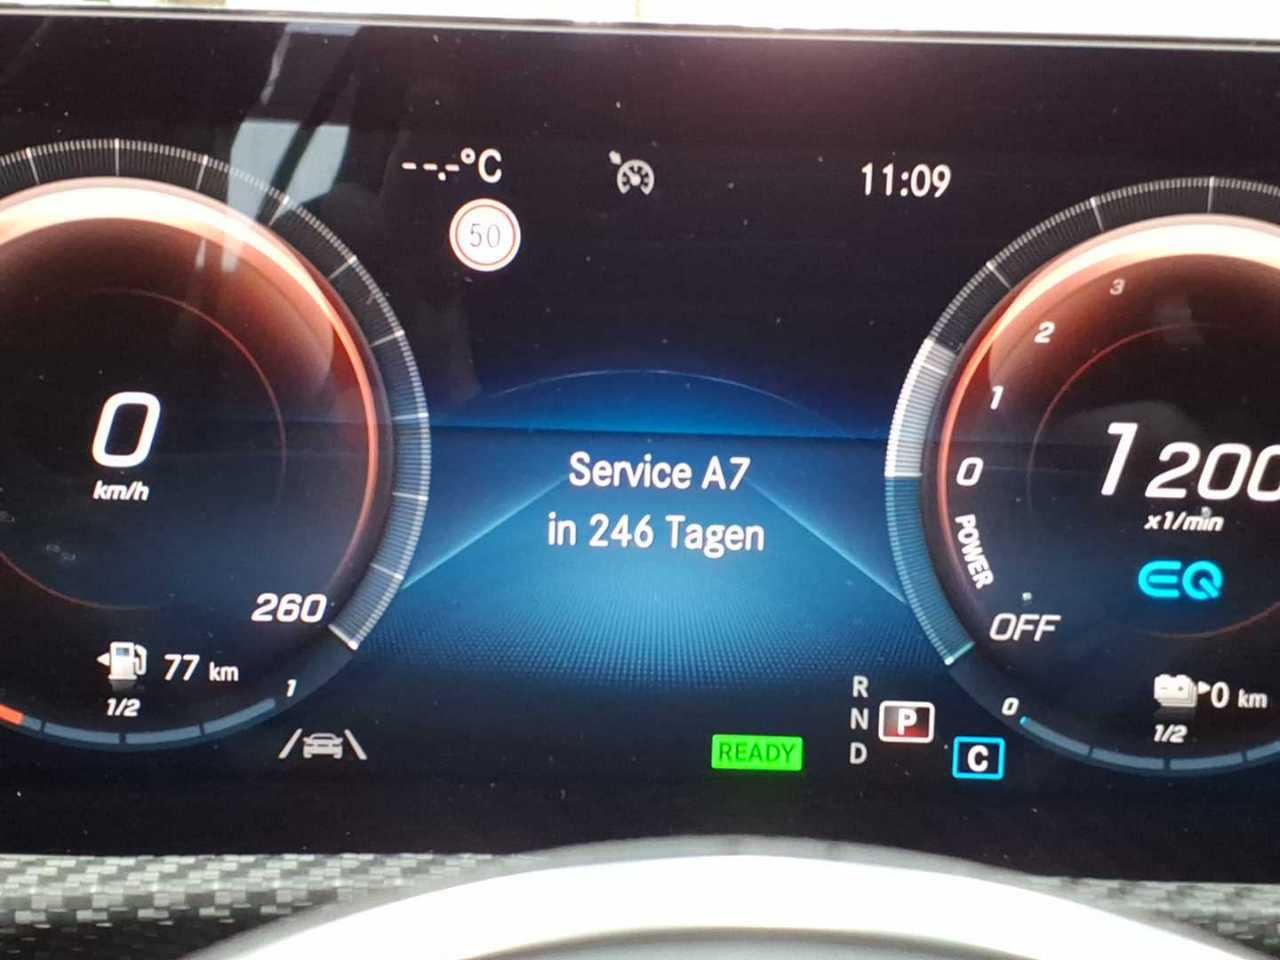 --.-°C
11:09
50
3
2
1
0
0
km/h
Service A7
in 246 Tagen
1200
x1/min
POWER
EQ
OFF
260
77 km
1/2
1
R
N
D
P
READY
C
0
0 km
1/2